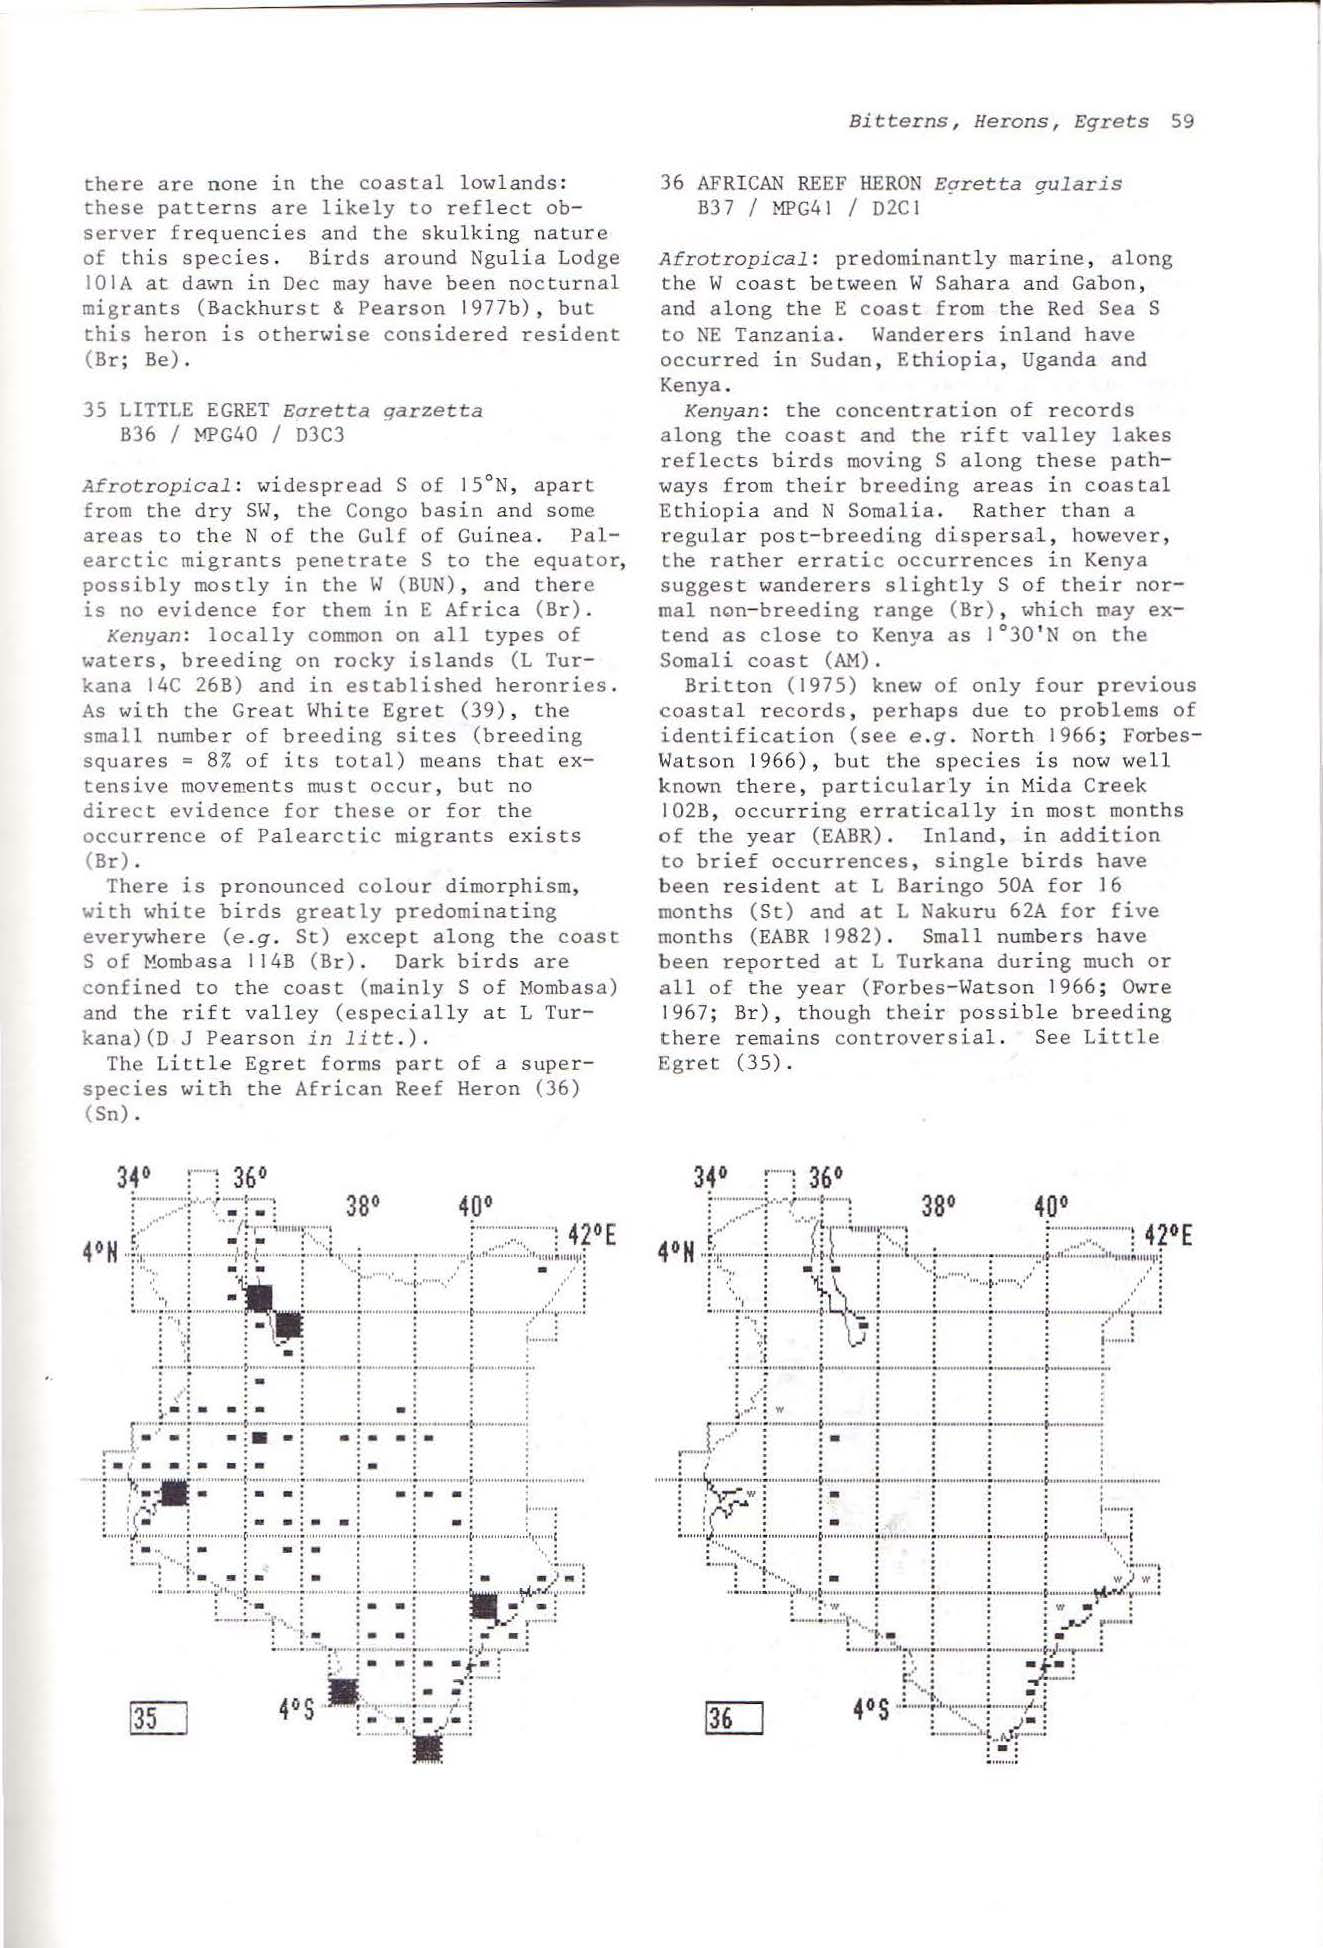 Bitterns, Herons, Egrets 59
there are none in the coastal lowlands:
these patterns are likely to reflect ob-
server frequencies and the skulking nature
of this species. Birds around Ngulia Lodge
101A at dawn in Dec may have been nocturnal
migrants (Backhurst & Pearson 1977b), but
this heron is otherwise considered resident
(Br; Be).
35 LITTLE EGRET Egretta garzetta
B36 / MPG40 / D3C3
Afrotropical: widespread S of 15°N, apart
from the dry SW, the Congo basin and some
areas to the N of the Gulf of Guinea. Pal-
earctic migrants penetrate S to the equator,
possibly mostly in the W (BUN), and there
is no evidence for them in E Africa (Br).
Kenyan: locally common on all types of
waters, breeding on rocky islands (L Tur-
kana 14C 26B) and in established heronries.
As with the Great White Egret (39), the
small number of breeding sites (breeding
squares = 8% of its total) means that ex-
tensive movements must occur, but no
direct evidence for these or for the
occurrence of Palearctic migrants exists
(Br).
There is pronounced colour dimorphism,
with white birds greatly predominating
everywhere (e.g. St) except along the coast
S of Mombasa 114B (Br). Dark birds are
confined to the coast (mainly S of Mombasa)
and the rift valley (especially at L Tur-
kana)(D J Pearson in litt.).
The Little Egret forms part of a super-
species with the African Reef Heron (36)
(Sn).
34° 36°
38° 40°
42°E
4°N
4°S
35
36 AFRICAN REEF HERON Egretta gularis
B37 / MPG41 / D2C1
Afrotropical: predominantly marine, along
the W coast between W Sahara and Gabon,
and along the E coast from the Red Sea S
to NE Tanzania. Wanderers inland have
occurred in Sudan, Ethiopia, Uganda and
Kenya.
Kenyan: the concentration of records
along the coast and the rift valley lakes
reflects birds moving S along these path-
ways from their breeding areas in coastal
Ethiopia and N Somalia. Rather than a
regular post-breeding dispersal, however,
the rather erratic occurrences in Kenya
suggest wanderers slightly S of their nor-
mal non-breeding range (Br), which may ex-
tend as close to Kenya as 1°30'N on the
Somali coast (AM).
Britton (1975) knew of only four previous
coastal records, perhaps due to problems of
identification (see e.g. North 1966; Forbes-
Watson 1966), but the species is now well
known there, particularly in Mida Creek
102B, occurring erratically in most months
of the year (EABR). Inland, in addition
to brief occurrences, single birds have
been resident at L Baringo 50A for 16
months (St) and at L Nakuru 62A for five
months (EABR 1982). Small numbers have
been reported at L Turkana during much or
all of the year (Forbes-Watson 1966; Owre
1967; Br), though their possible breeding
there remains controversial. See Little
Egret (35).
34° 36°
38° 40°
42°E
4°N
w
w
w w
w w
4°S
36